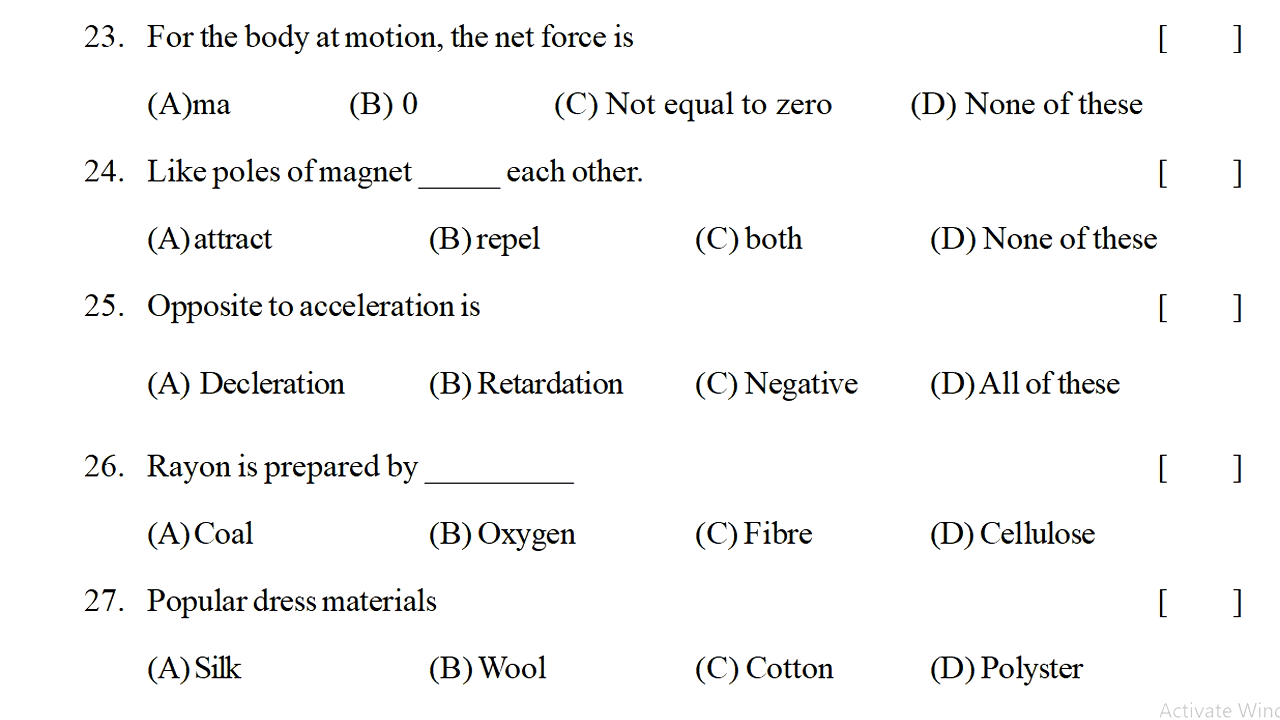 23. For the body at motion, the net force is [ ]
(A)ma (B) 0 (C) Not equal to zero (D) None of these
24. Like poles of magnet _____ each other. [ ]
(A) attract (B) repel (C) both (D) None of these
25. Opposite to acceleration is [ ]
(A) Decleration (B) Retardation (C) Negative (D) All of these
26. Rayon is prepared by _________ [ ]
(A) Coal (B) Oxygen (C) Fibre (D) Cellulose
27. Popular dress materials [ ]
(A) Silk (B) Wool (C) Cotton (D) Polyster
Activate Winc